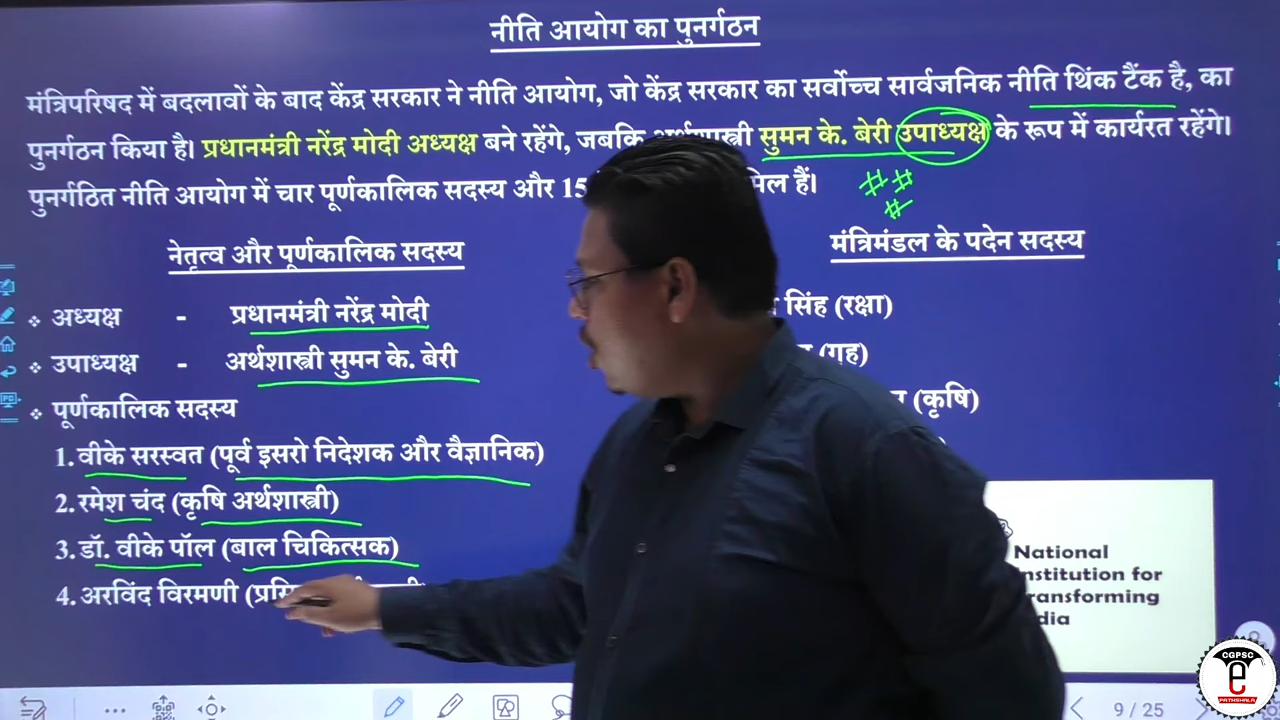 नीति आयोग का पुनर्गठन
मंत्रिपरिषद में बदलावों के बाद केंद्र सरकार ने नीति आयोग, जो केंद्र सरकार का सर्वोच्च सार्वजनिक नीति थिंक टैंक है, का
पुनर्गठन किया है। प्रधानमंत्री नरेंद्र मोदी अध्यक्ष बने रहेंगे, जबकि सुमन के. बेरी उपाध्यक्ष के रूप में कार्यरत रहेंगे।
पुनर्गठित नीति आयोग में चार पूर्णकालिक सदस्य और 15 हैं।
नेतृत्व और पूर्णकालिक सदस्य
❖ अध्यक्ष - प्रधानमंत्री नरेंद्र मोदी
❖ उपाध्यक्ष - अर्थशास्त्री सुमन के. बेरी
❖ पूर्णकालिक सदस्य
1. वीके सरस्वत (पूर्व इसरो निदेशक और वैज्ञानिक)
2. रमेश चंद (कृषि अर्थशास्त्री)
3. डॉ. वीके पॉल (बाल चिकित्सक)
4. अरविंद विरमणी
मंत्रिमंडल के पदेन सदस्य
सिंह (रक्षा)
(गृह)
(कृषि)
National
Institution for
Transforming
9 / 25
CGPSC
e
PATHSHALA